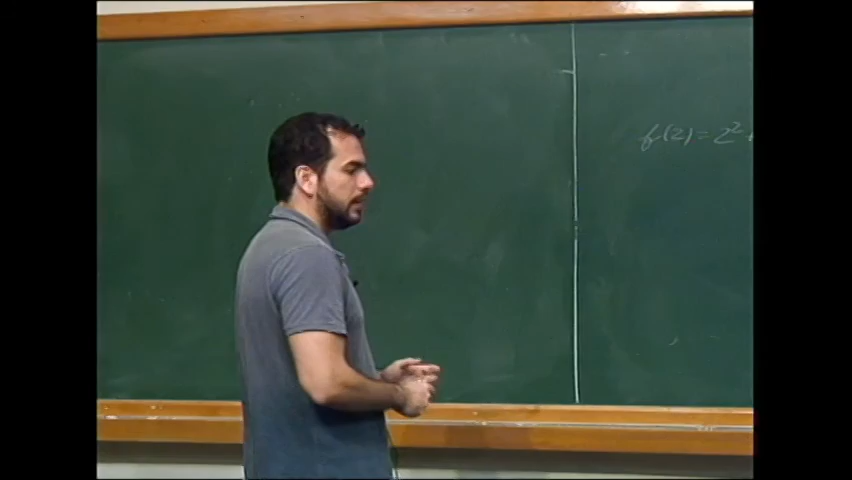 f(z) = z²